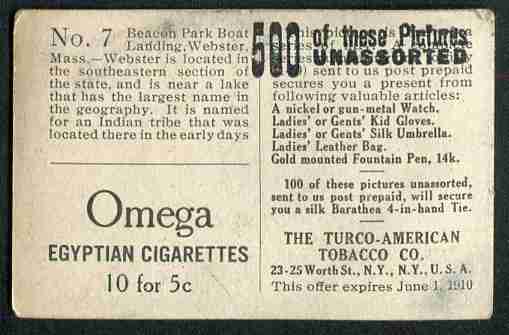 No. 7
Beacon Park Boat
Landing, Webster,
Mass.—Webster is located in
the southeastern section of
the state, and is near a lake
that has the largest name in
the geography. It is named
for an Indian tribe that was
located there in the early days
Omega
EGYPTIAN CIGARETTES
10 for 5c
500 of these Pictures
UNASSORTED
sent to us post prepaid
secures you a present from
following valuable articles:
A nickel or gun-metal Watch.
Ladies' or Gents' Kid Gloves.
Ladies' or Gents' Silk Umbrella.
Ladies' Leather Bag.
Gold mounted Fountain Pen, 14k.
100 of these pictures unassorted,
sent to us post prepaid, will secure
you a silk Barathea 4-in-hand Tie.
THE TURCO-AMERICAN
TOBACCO CO.
23-25 Worth St., N.Y., N.Y., U.S.A.
This offer expires June 1, 1910